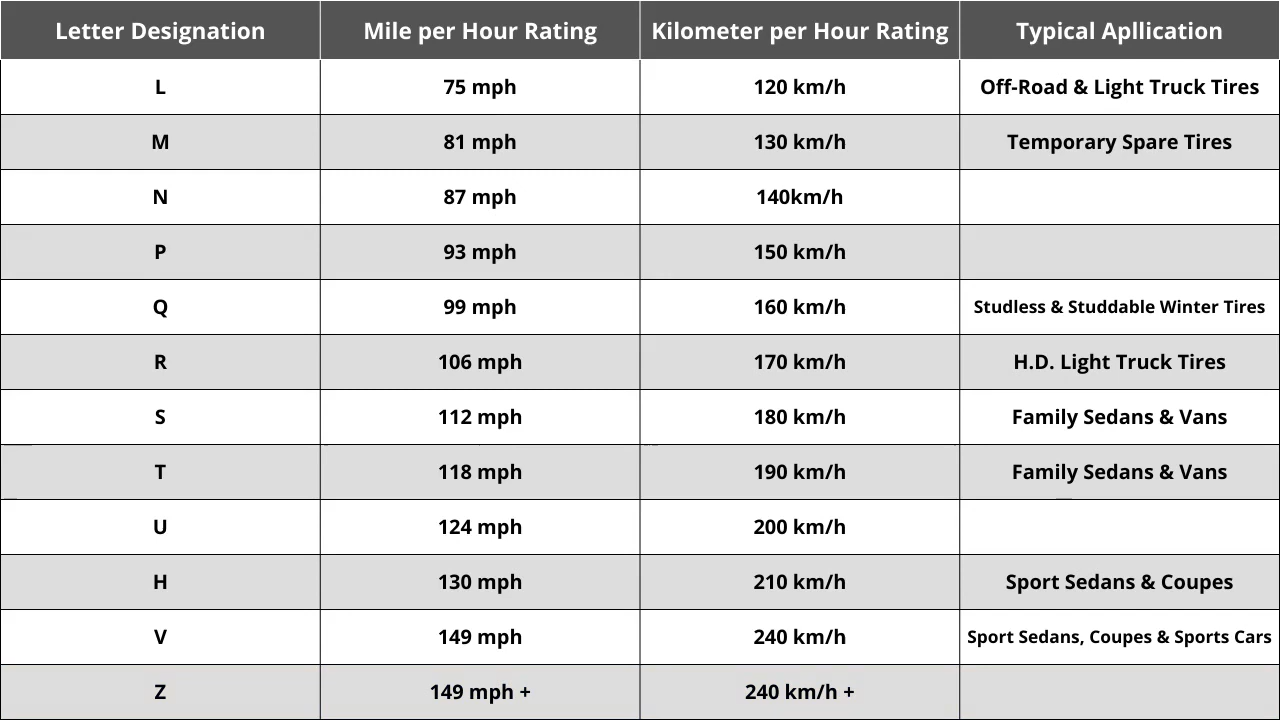 Letter Designation Mile per Hour Rating Kilometer per Hour Rating Typical Apllication
L 75 mph 120 km/h Off-Road & Light Truck Tires
M 81 mph 130 km/h Temporary Spare Tires
N 87 mph 140km/h
P 93 mph 150 km/h
Q 99 mph 160 km/h Studless & Studdable Winter Tires
R 106 mph 170 km/h H.D. Light Truck Tires
S 112 mph 180 km/h Family Sedans & Vans
T 118 mph 190 km/h Family Sedans & Vans
U 124 mph 200 km/h
H 130 mph 210 km/h Sport Sedans & Coupes
V 149 mph 240 km/h Sport Sedans, Coupes & Sports Cars
Z 149 mph + 240 km/h +